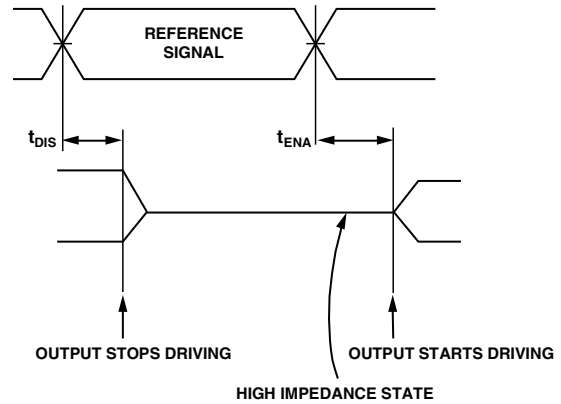 REFERENCE
SIGNAL
tDIS
tENA
OUTPUT STOPS DRIVING
OUTPUT STARTS DRIVING
HIGH IMPEDANCE STATE